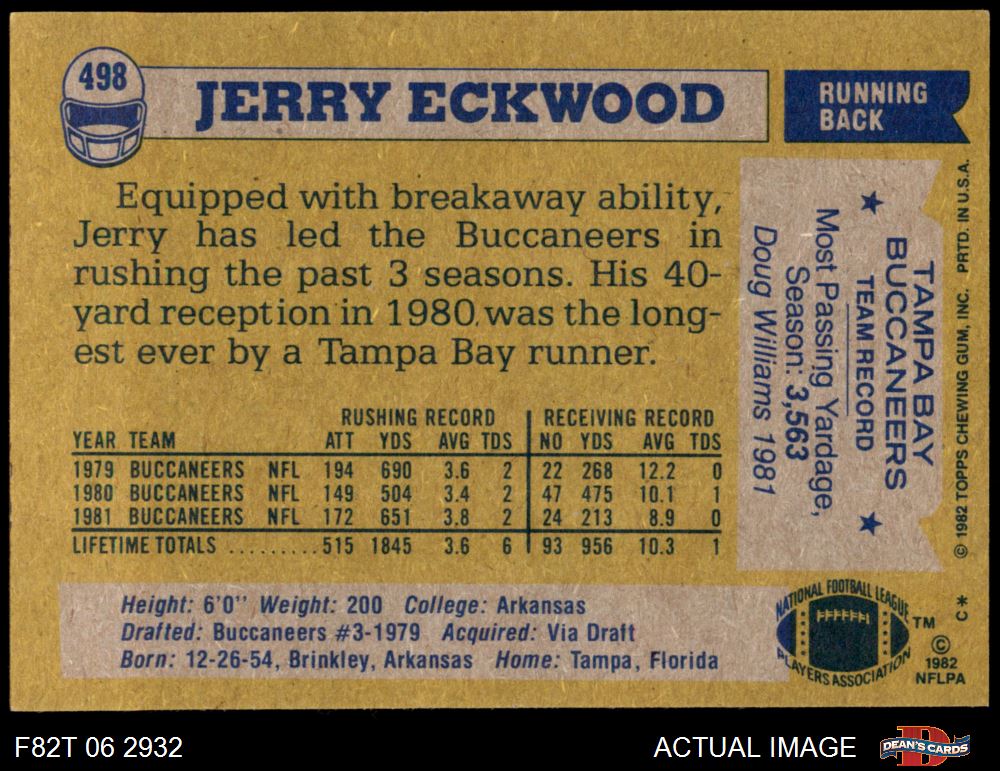 498
JERRY ECKWOOD
RUNNING
BACK
Equipped with breakaway ability,
Jerry has led the Buccaneers in
rushing the past 3 seasons. His 40-
yard reception in 1980 was the long-
est ever by a Tampa Bay runner.
RUSHING RECORD RECEIVING RECORD
YEAR TEAM ATT YDS AVG TDS NO YDS AVG TDS
1979 BUCCANEERS NFL 194 690 3.6 2 22 268 12.2 0
1980 BUCCANEERS NFL 149 504 3.4 2 47 475 10.1 1
1981 BUCCANEERS NFL 172 651 3.8 2 24 213 8.9 0
LIFETIME TOTALS .........515 1845 3.6 6 93 956 10.3 1
TAMPA BAY
BUCCANEERS
★ TEAM RECORD ★
Most Passing Yardage,
Season: 3,563
Doug Williams 1981
© 1982 TOPPS CHEWING GUM, INC. PRTD. IN U.S.A.
C*
Height: 6'0" Weight: 200 College: Arkansas
Drafted: Buccaneers #3-1979 Acquired: Via Draft
Born: 12-26-54, Brinkley, Arkansas Home: Tampa, Florida
NATIONAL FOOTBALL LEAGUE
PLAYERS ASSOCIATION
TM
©
1982
NFLPA
F82T 06 2932
ACTUAL IMAGE
DEAN'S CARDS